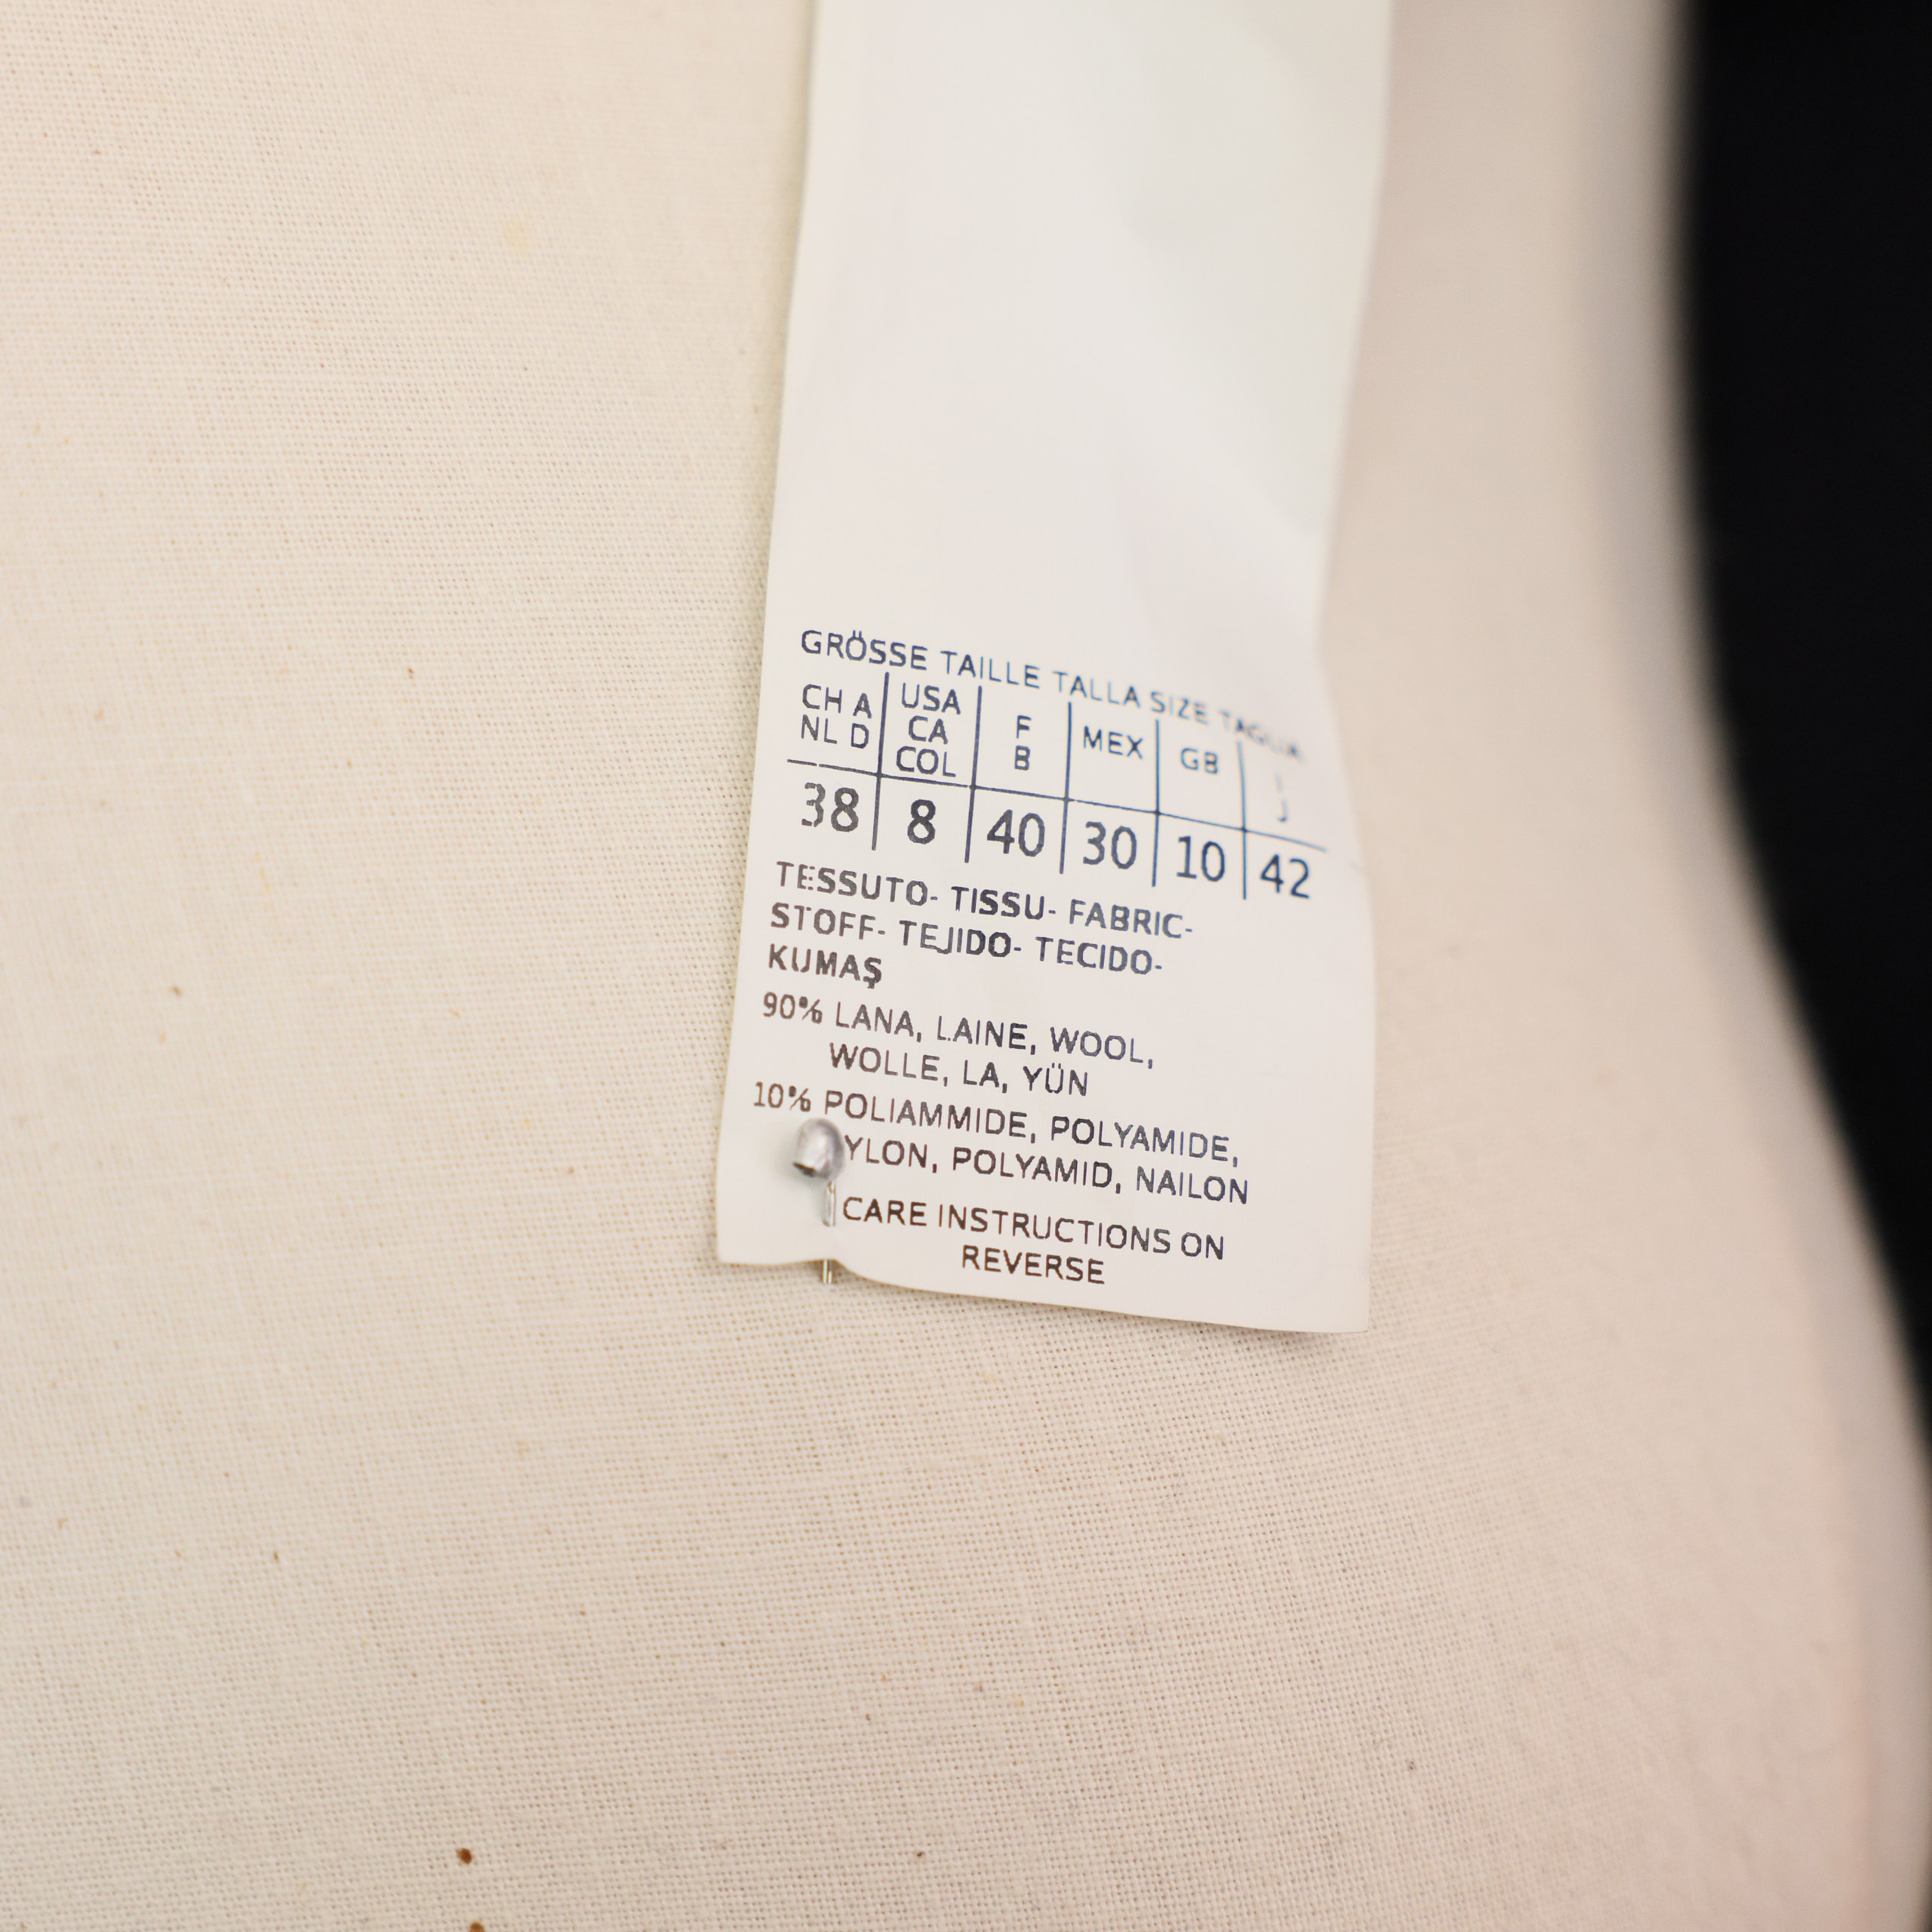 GRÖSSE TAILLE TALLA SIZE TAGLIA
CH A USA F MEX GB I
NL D CA B J
COL
38 8 40 30 10 42
TESSUTO- TISSU- FABRIC-
STOFF- TEJIDO- TECIDO-
KUMAŞ
90% LANA, LAINE, WOOL,
WOLLE, LA, YÜN
10% POLIAMMIDE, POLYAMIDE,
YLON, POLYAMID, NAILON
CARE INSTRUCTIONS ON
REVERSE